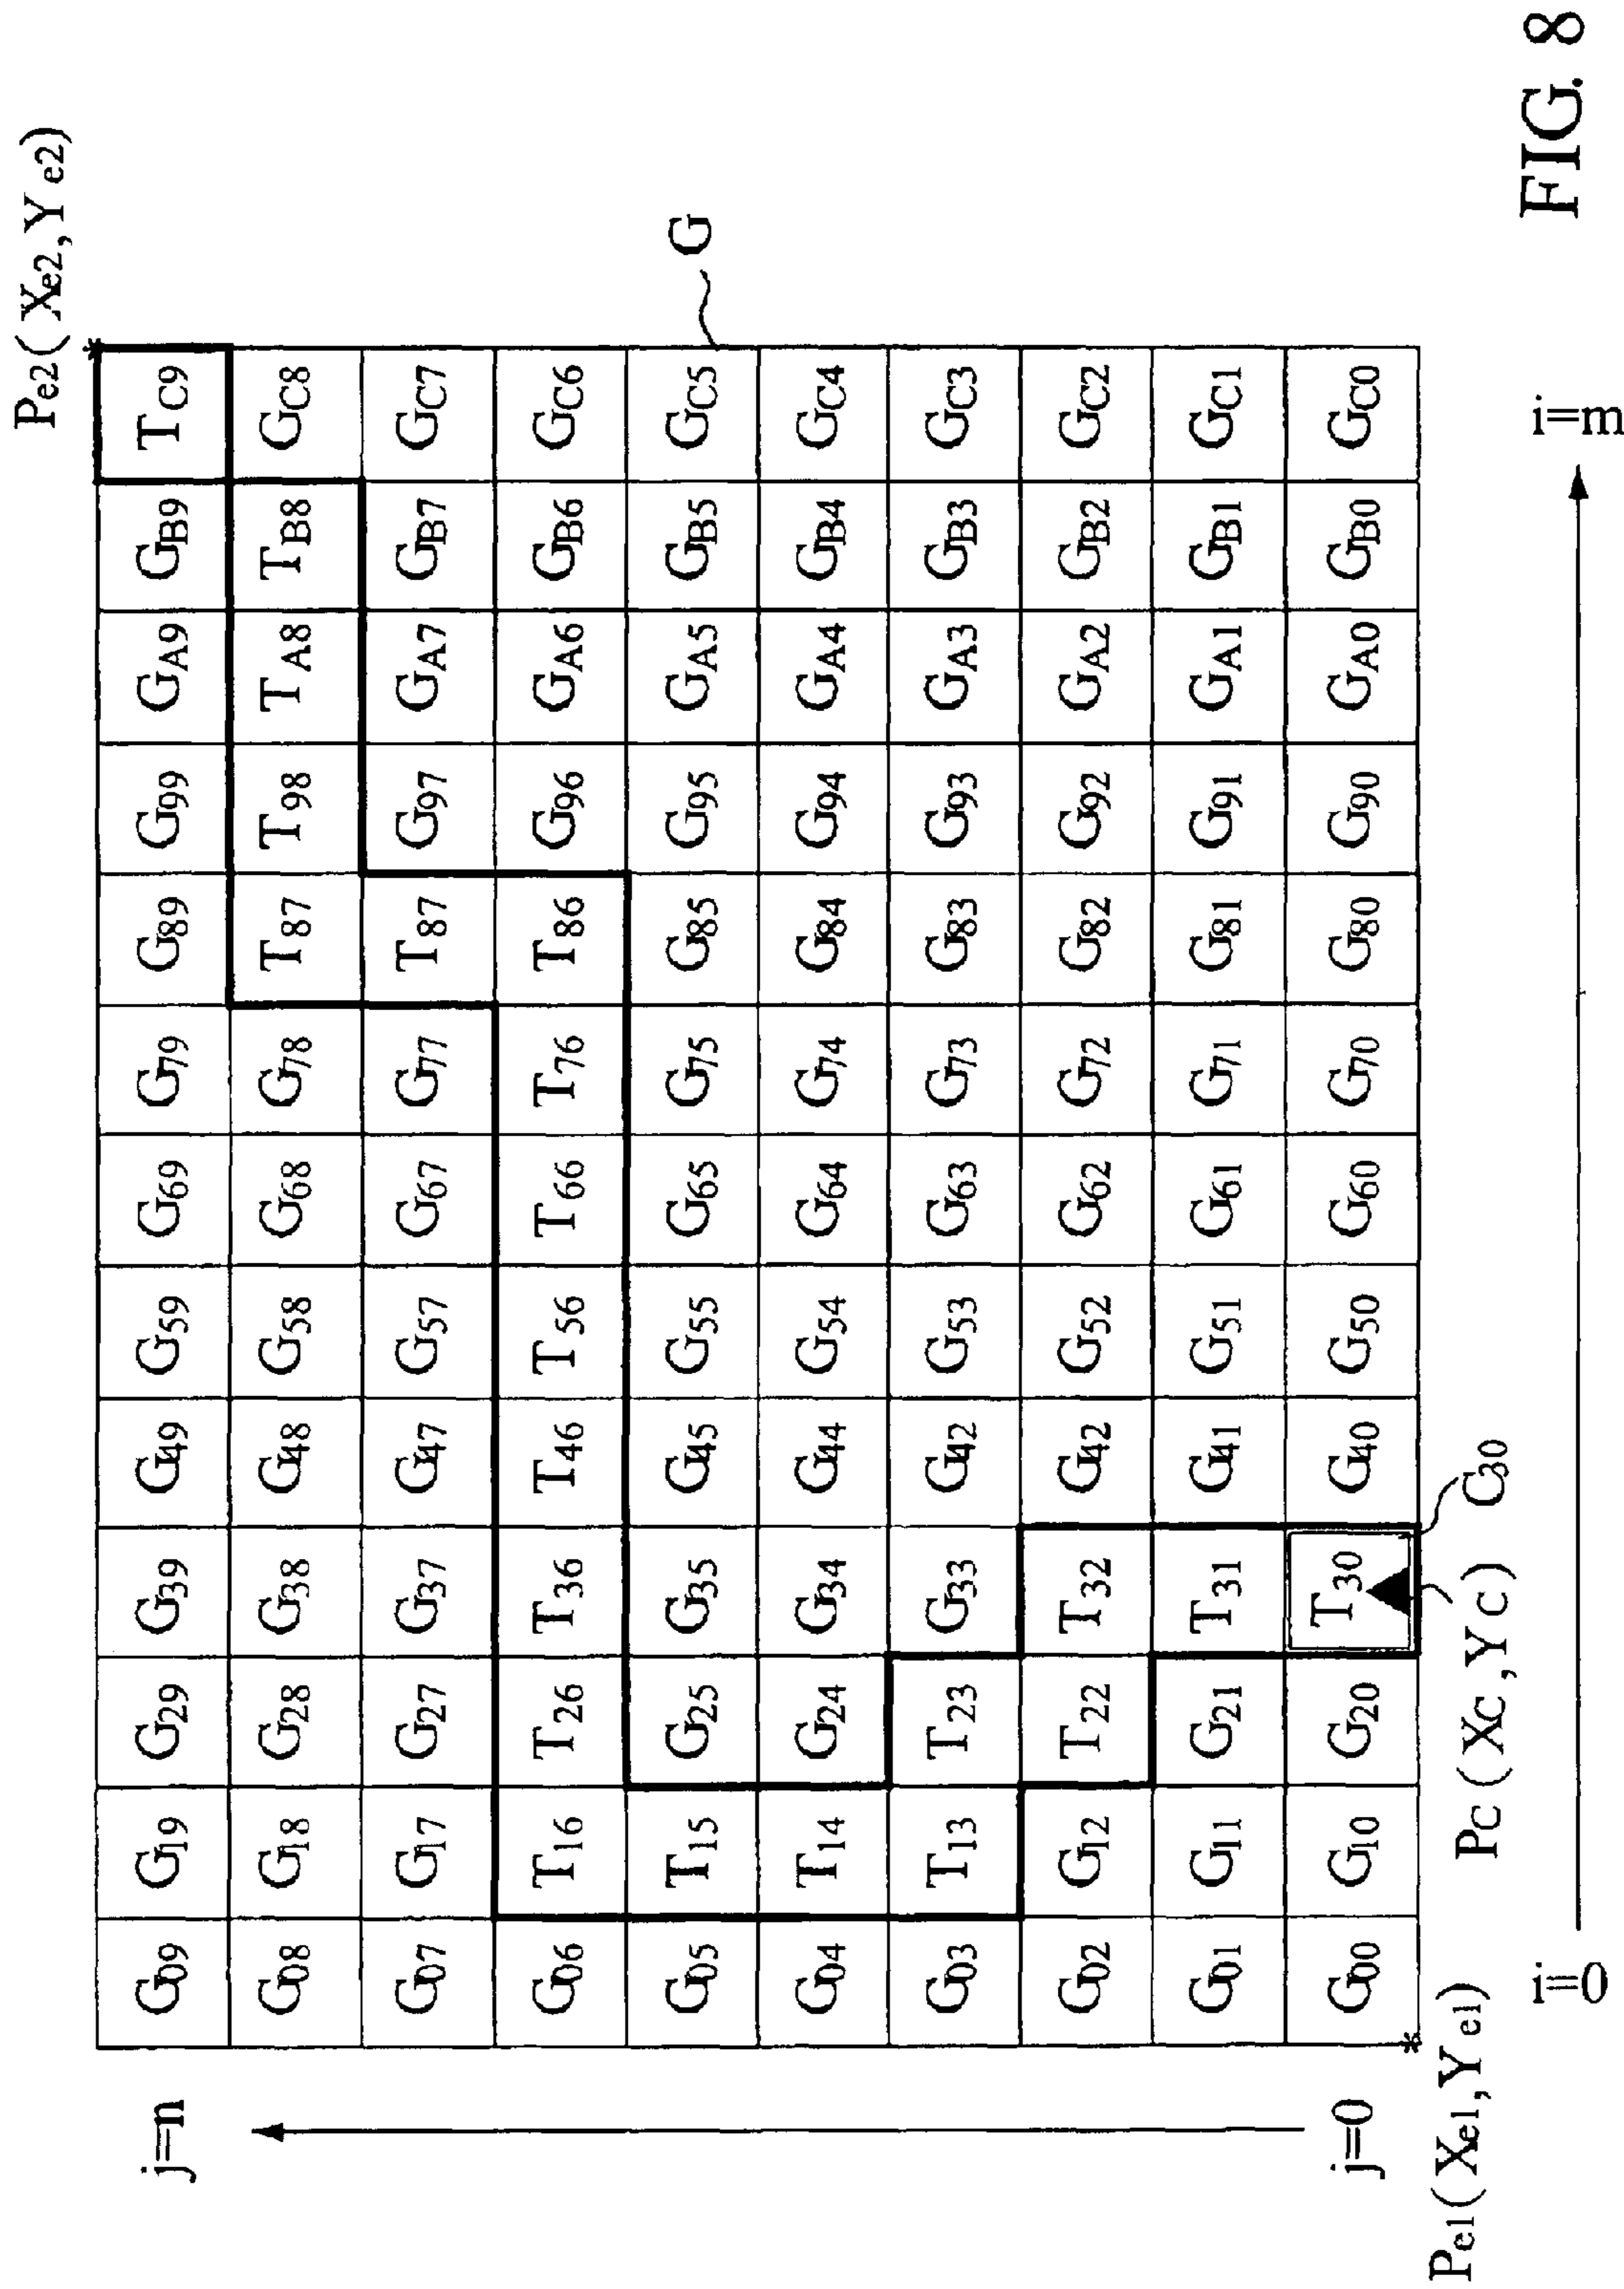 Pe2(Xe2,Ye2)
j=n G09 G19 G29 G39 G49 G59 G69 G79 G89 G99 GA9 GB9 TC9
G08 G18 G28 G38 G48 G58 G68 G78 T87 T98 TA8 TB8 GC8
G07 G17 G27 G37 G47 G57 G67 G77 T87 G97 GA7 GB7 GC7
G06 T16 T26 T36 T46 T56 T66 T76 T86 G96 GA6 GB6 GC6
G05 T15 G25 G35 G45 G55 G65 G75 G85 G95 GA5 GB5 GC5 G
G04 T14 G24 G34 G44 G54 G64 G74 G84 G94 GA4 GB4 GC4
G03 T13 T23 G33 G42 G53 G63 G73 G83 G93 GA3 GB3 GC3
G02 G12 T22 T32 G42 G52 G62 G72 G82 G92 GA2 GB2 GC2
G01 G11 G21 T31 G41 G51 G61 G71 G81 G91 GA1 GB1 GC1
j=0 G00 G10 G20 T30 G40 G50 G60 G70 G80 G90 GA0 GB0 GC0
Pe1(Xe1,Ye1) PC(XC,YC) C30
i=0 i=m
FIG. 8